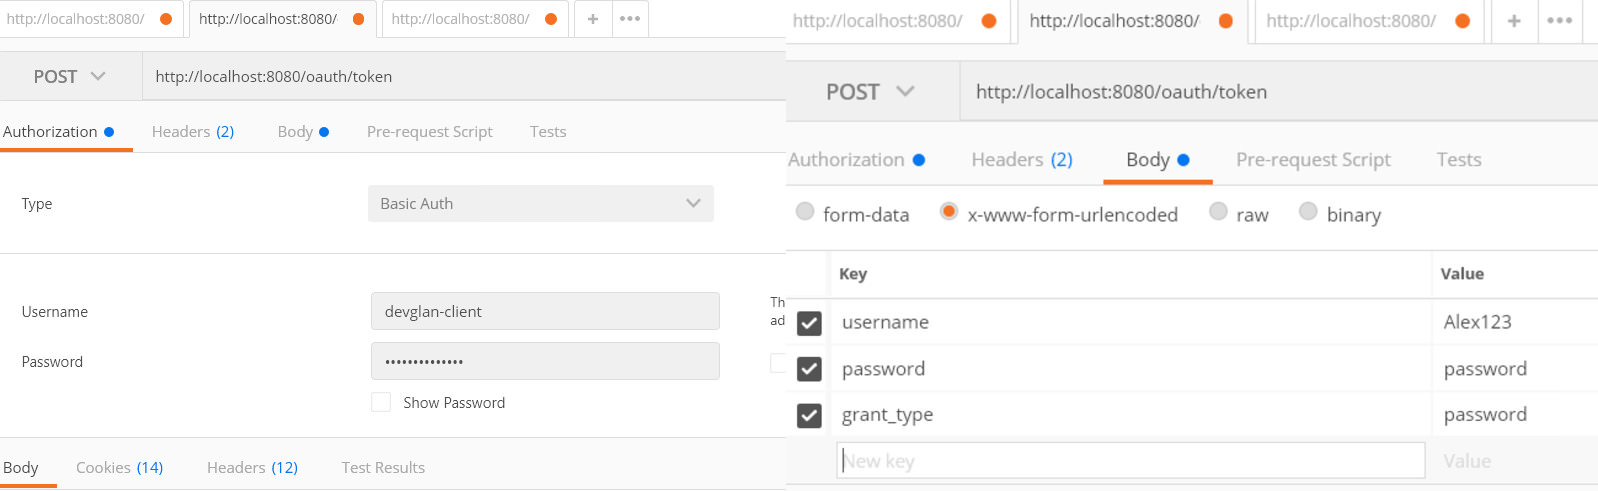 http://localhost:8080/ http://localhost:8080/ http://localhost:8080/ + •••
POST http://localhost:8080/oauth/token
Authorization Headers (2) Body Pre-request Script Tests
Type Basic Auth
Username devglan-client
Th
ad
Password ••••••••••••••
Show Password
Body Cookies (14) Headers (12) Test Results
http://localhost:8080/ http://localhost:8080/ http://localhost:8080/ + •••
POST http://localhost:8080/oauth/token
Authorization Headers (2) Body Pre-request Script Tests
form-data x-www-form-urlencoded raw binary
Key Value
username Alex123
password password
grant_type password
New key Value